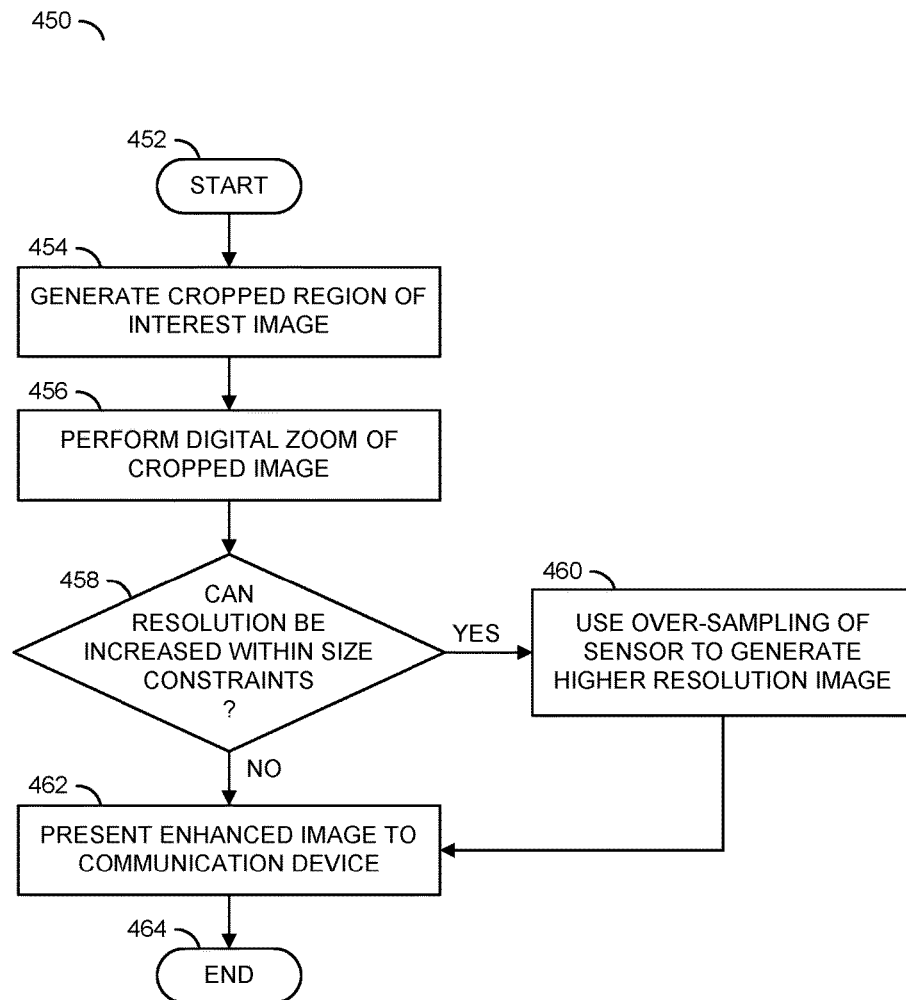 450
452
START
454
GENERATE CROPPED REGION OF
INTEREST IMAGE
456
PERFORM DIGITAL ZOOM OF
CROPPED IMAGE
458
CAN
RESOLUTION BE
INCREASED WITHIN SIZE
CONSTRAINTS
?
YES
460
USE OVER-SAMPLING OF
SENSOR TO GENERATE
HIGHER RESOLUTION IMAGE
NO
462
PRESENT ENHANCED IMAGE TO
COMMUNICATION DEVICE
464
END